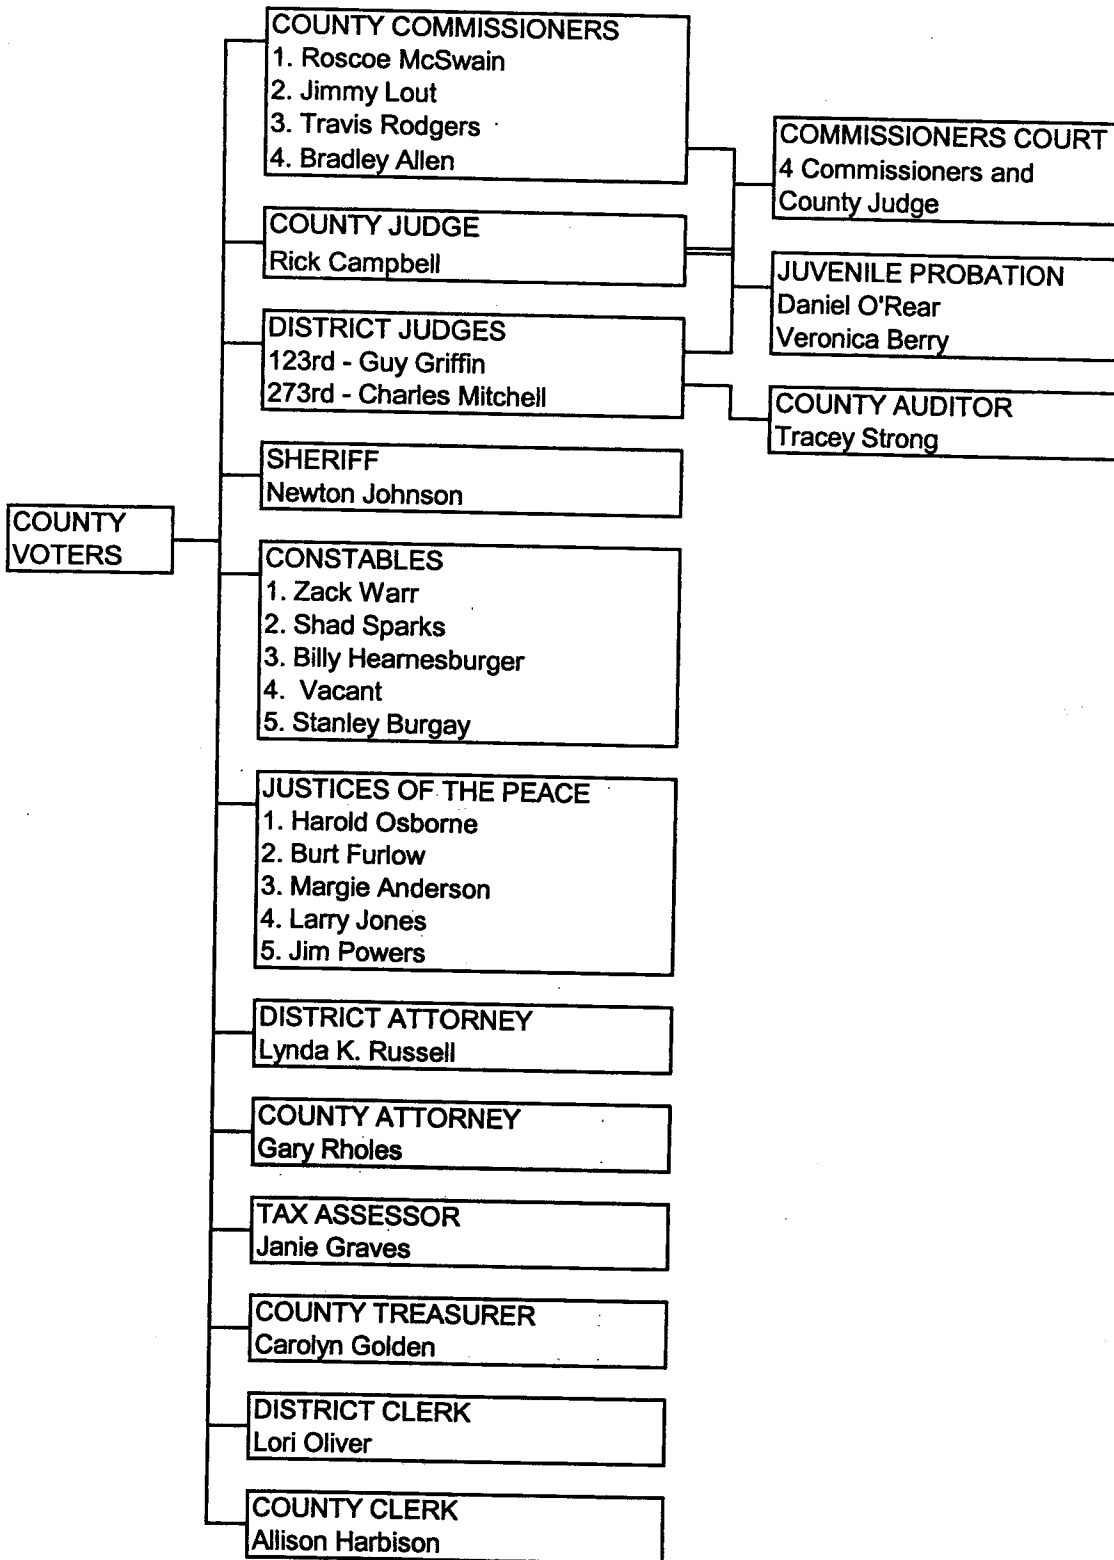 COUNTY
VOTERS
COUNTY COMMISSIONERS
1. Roscoe McSwain
2. Jimmy Lout
3. Travis Rodgers
4. Bradley Allen
COUNTY JUDGE
Rick Campbell
DISTRICT JUDGES
123rd - Guy Griffin
273rd - Charles Mitchell
SHERIFF
Newton Johnson
CONSTABLES
1. Zack Warr
2. Shad Sparks
3. Billy Hearnesburger
4. Vacant
5. Stanley Burgay
JUSTICES OF THE PEACE
1. Harold Osborne
2. Burt Furlow
3. Margie Anderson
4. Larry Jones
5. Jim Powers
DISTRICT ATTORNEY
Lynda K. Russell
COUNTY ATTORNEY
Gary Rholes
TAX ASSESSOR
Janie Graves
COUNTY TREASURER
Carolyn Golden
DISTRICT CLERK
Lori Oliver
COUNTY CLERK
Allison Harbison
COMMISSIONERS COURT
4 Commissioners and
County Judge
JUVENILE PROBATION
Daniel O'Rear
Veronica Berry
COUNTY AUDITOR
Tracey Strong